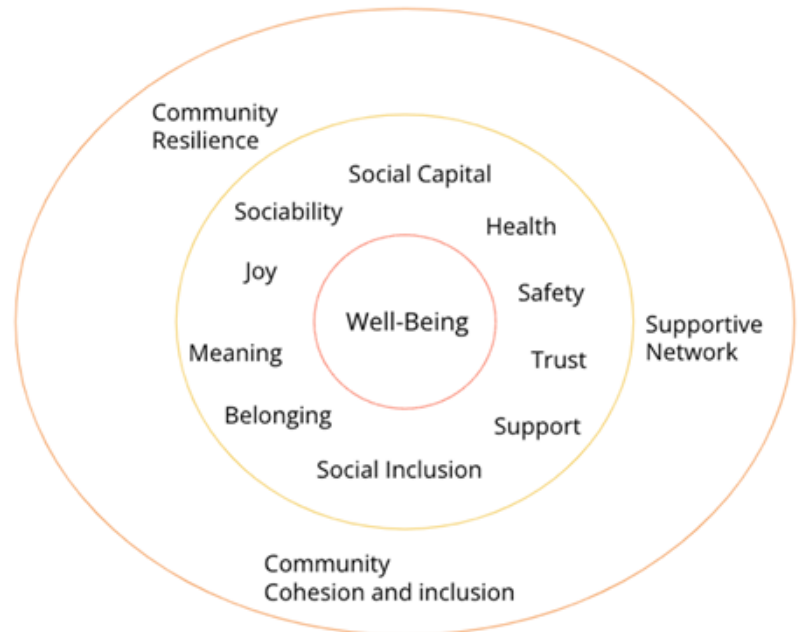 Community
Resilience
Social Capital
Sociability
Health
Joy
Safety
Well-Being
Supportive
Network
Meaning
Trust
Belonging
Support
Social Inclusion
Community
Cohesion and inclusion